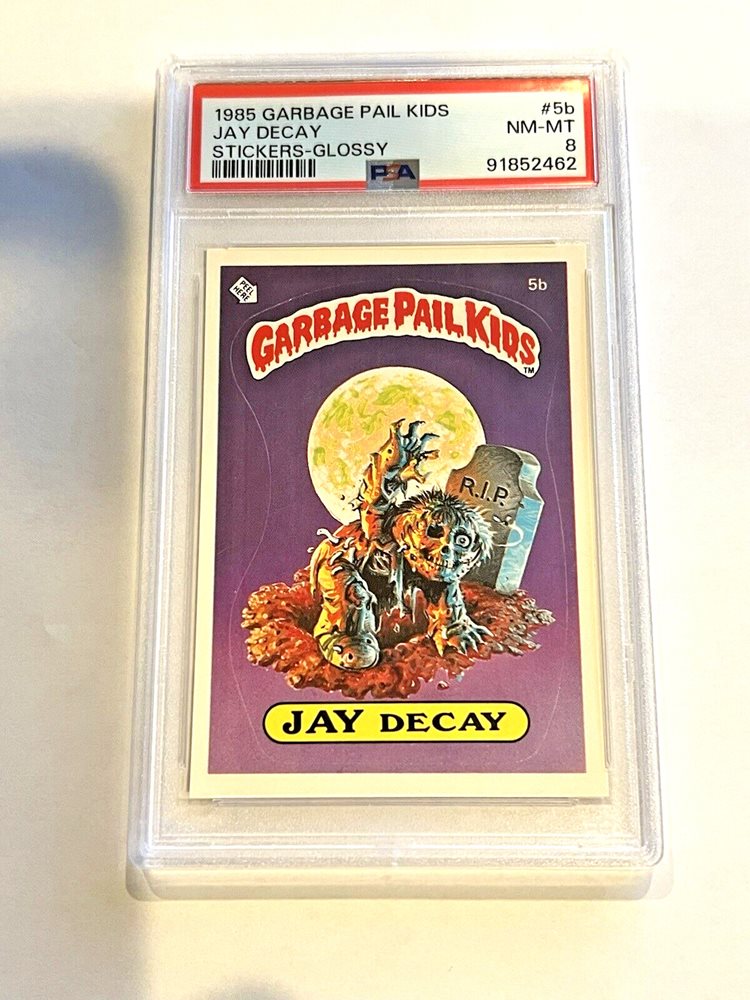 1985 GARBAGE PAIL KIDS #5b
JAY DECAY NM-MT
STICKERS-GLOSSY 8
PSA 91852462
PEEL HERE
5b
GARBAGE PAIL KIDS
TM
R.I.P.
JAY DECAY